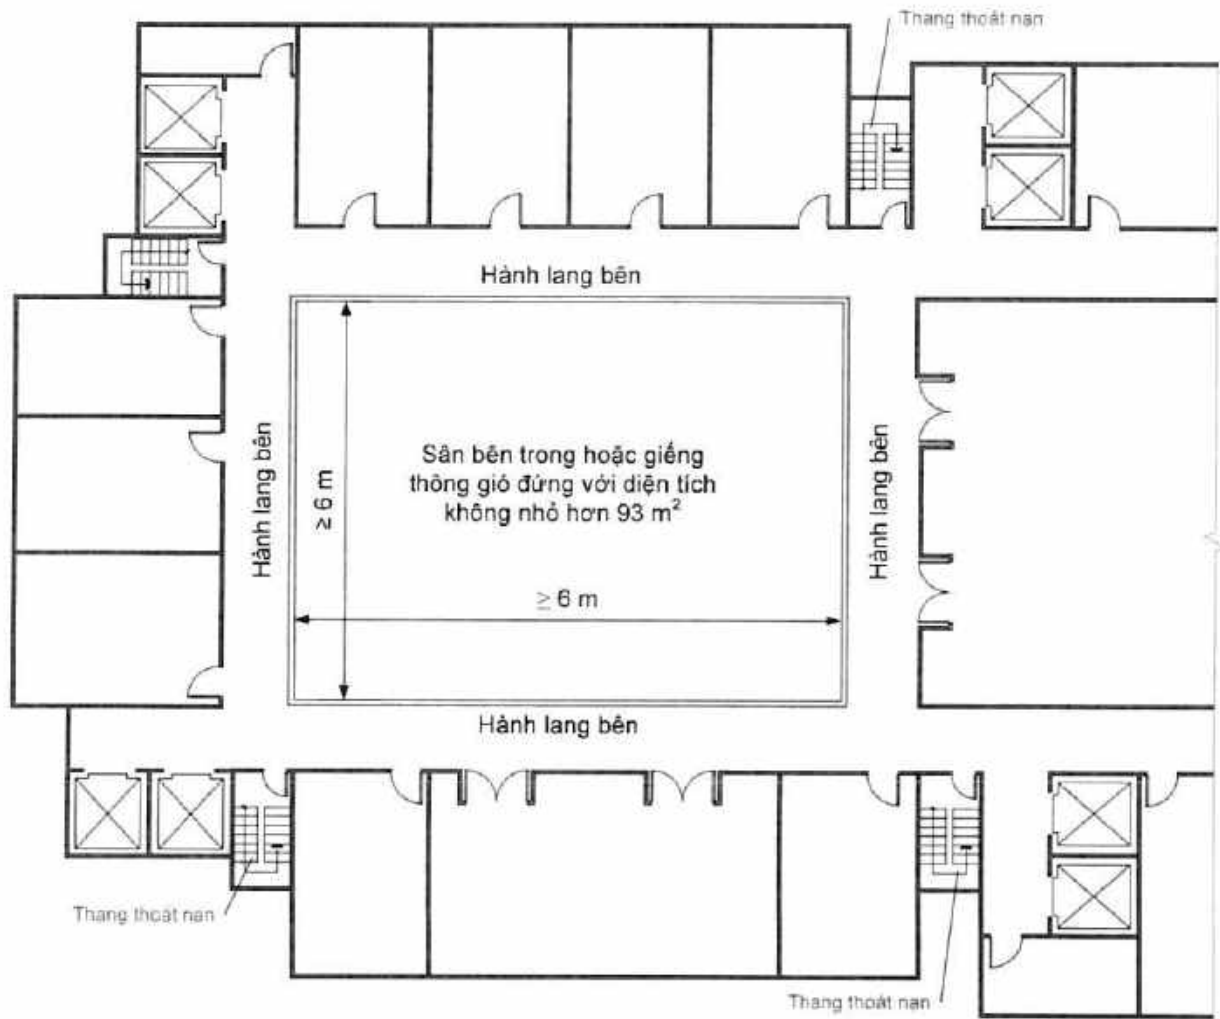 Thang thoát nạn
Hành lang bên
Hành lang bên
≥ 6 m
Sân bên trong hoặc giếng
thông gió đứng với diện tích
không nhỏ hơn 93 m²
Hành lang bên
≥ 6 m
Hành lang bên
Thang thoát nạn
Thang thoát nạn